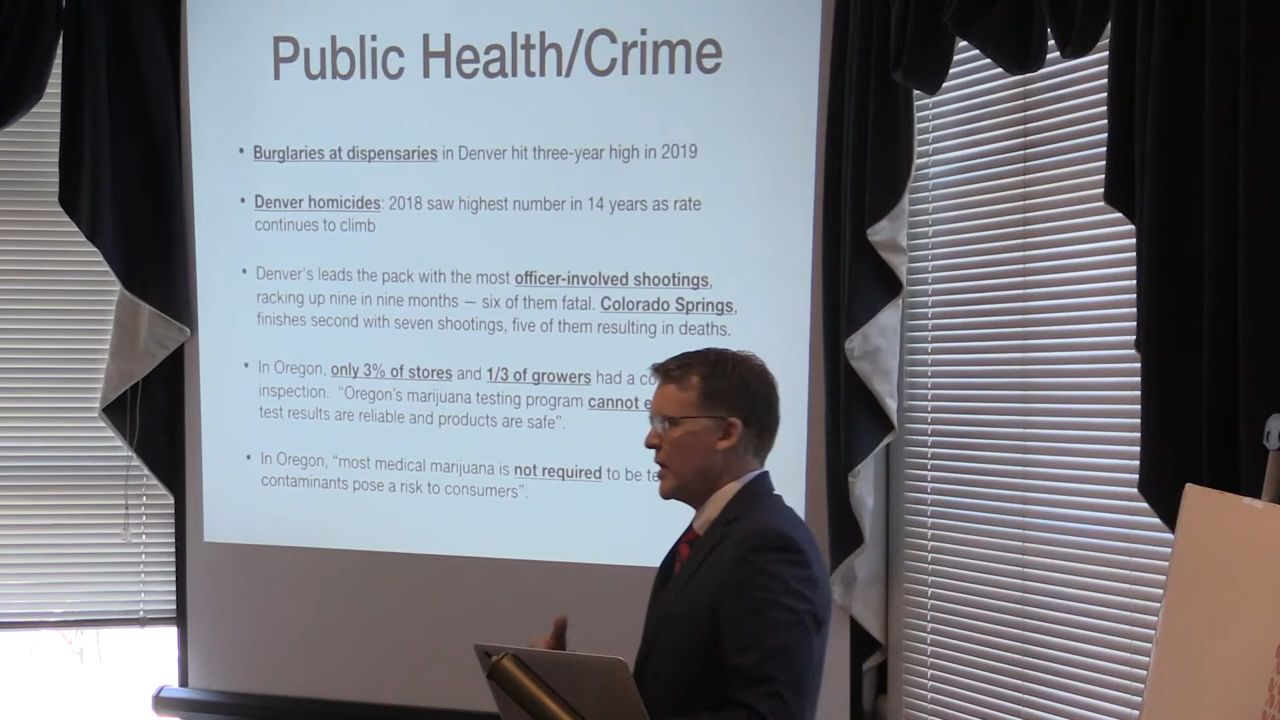 Public Health/Crime
• Burglaries at dispensaries in Denver hit three-year high in 2019
• Denver homicides: 2018 saw highest number in 14 years as rate
continues to climb
• Denver's leads the pack with the most officer-involved shootings,
racking up nine in nine months — six of them fatal. Colorado Springs,
finishes second with seven shootings, five of them resulting in deaths.
• In Oregon, only 3% of stores and 1/3 of growers had a
inspection. “Oregon's marijuana testing program cannot
test results are reliable and products are safe”.
• In Oregon, “most medical marijuana is not required to be
contaminants pose a risk to consumers”.